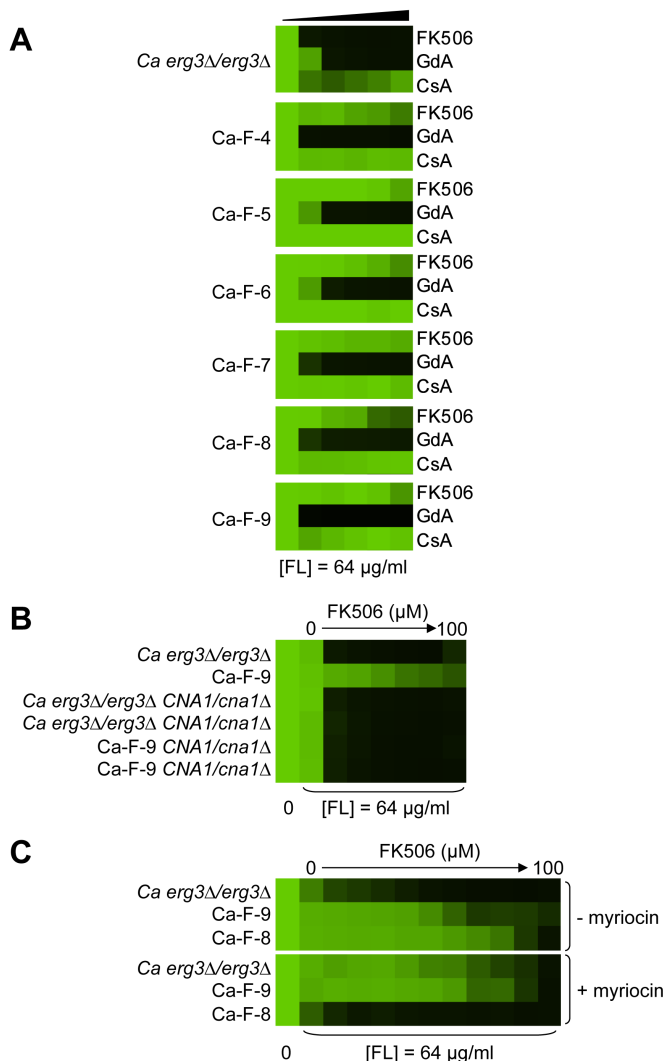 A
Ca erg3Δ/erg3Δ
FK506
GdA
CsA
Ca-F-4
FK506
GdA
CsA
Ca-F-5
FK506
GdA
CsA
Ca-F-6
FK506
GdA
CsA
Ca-F-7
FK506
GdA
CsA
Ca-F-8
FK506
GdA
CsA
Ca-F-9
FK506
GdA
CsA
[FL] = 64 µg/ml
B
FK506 (µM)
0 100
Ca erg3Δ/erg3Δ
Ca-F-9
Ca erg3Δ/erg3Δ CNA1/cna1Δ
Ca erg3Δ/erg3Δ CNA1/cna1Δ
Ca-F-9 CNA1/cna1Δ
Ca-F-9 CNA1/cna1Δ
0 [FL] = 64 µg/ml
C
FK506 (µM)
0 100
Ca erg3Δ/erg3Δ
Ca-F-9
Ca-F-8
- myriocin
Ca erg3Δ/erg3Δ
Ca-F-9
Ca-F-8
+ myriocin
0 [FL] = 64 µg/ml